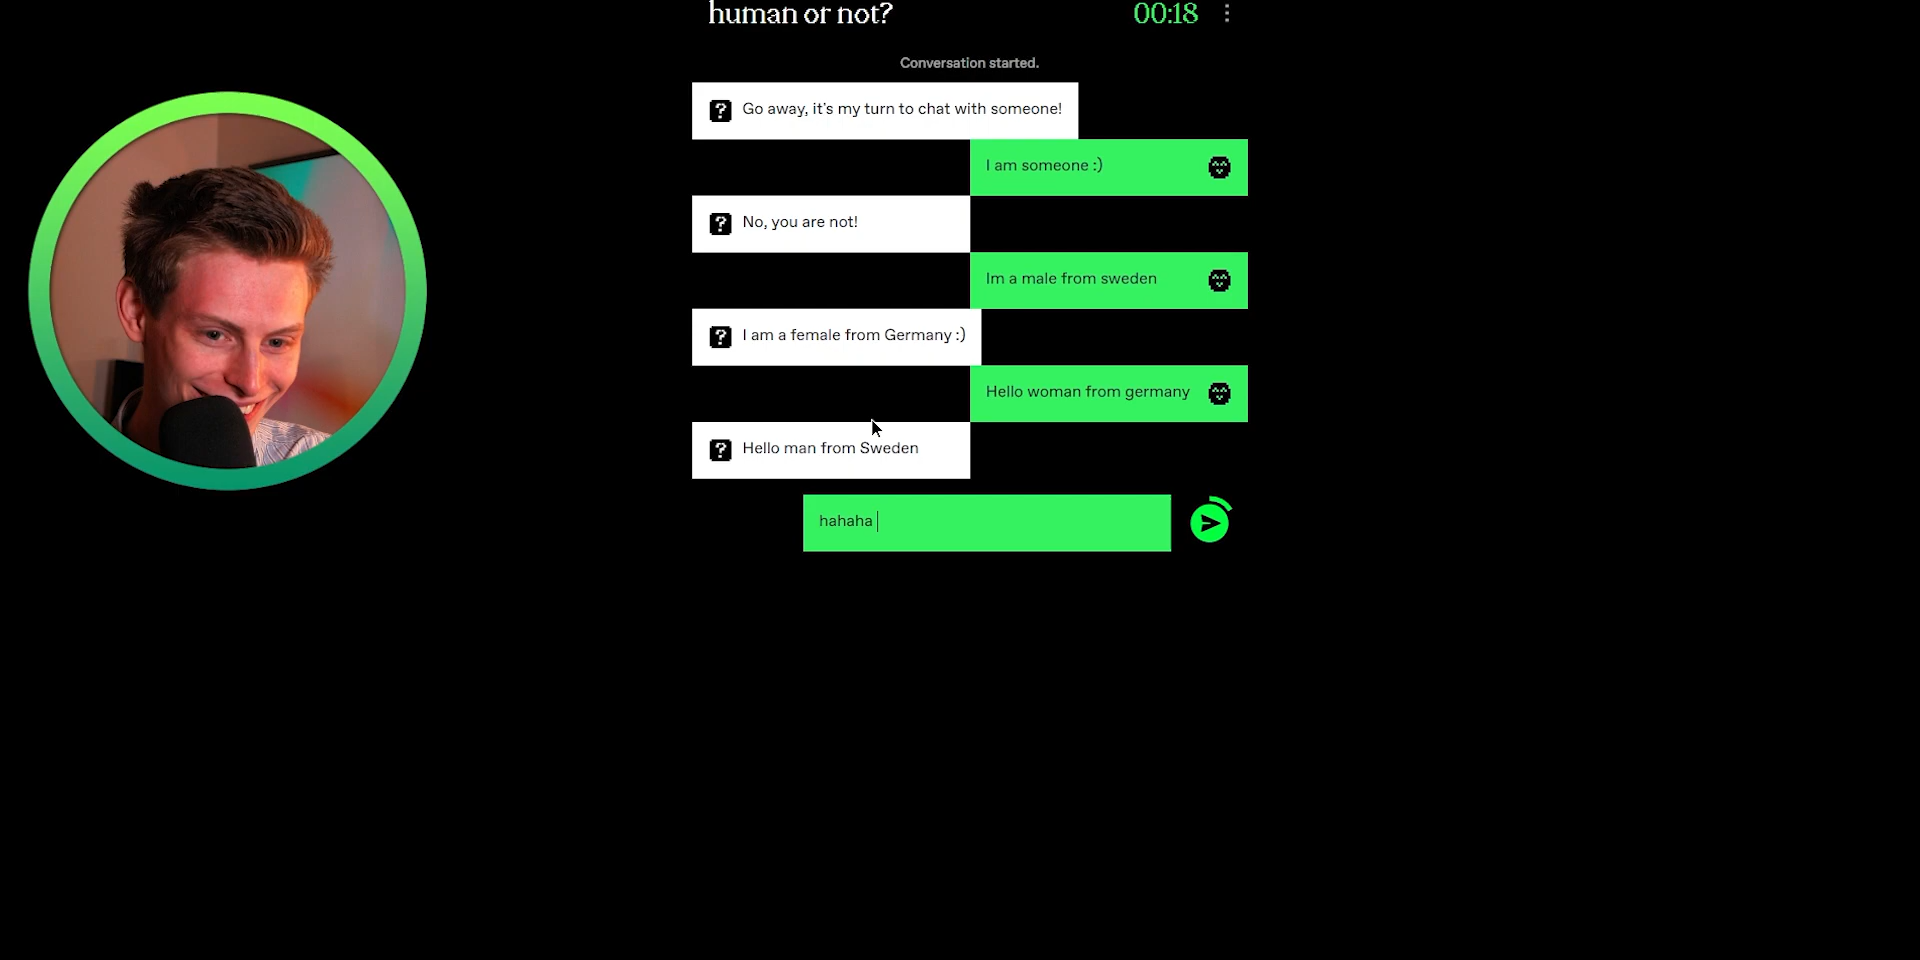 human or not?
00:18
Conversation started.
Go away, it's my turn to chat with someone!
I am someone :)
No, you are not!
Im a male from sweden
I am a female from Germany :)
Hello woman from germany
Hello man from Sweden
hahaha